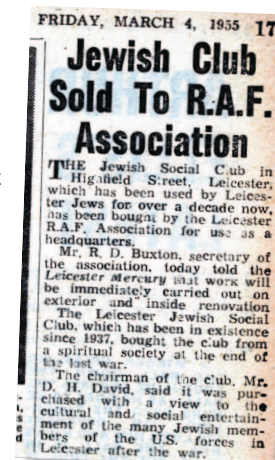 FRIDAY, MARCH 4, 1955 17
Jewish Club
Sold To R.A.F.
Association
THE Jewish Social Club in
Highfield Street, Leicester,
which has been used by Leices-
ter Jews for over a decade now,
has been bought by the Leicester
R.A.F. Association for use as a
headquarters.
Mr. R. D. Buxton, secretary of
the association, today told the
Leicester Mercury that work will
be immediately carried out on
exterior and inside renovation
The Leicester Jewish Social
Club, which has been in existence
since 1937, bought the club from
a spiritual society at the end of
the last war.
The chairman of the club, Mr.
D. H. David, said it was pur-
chased with a view to the
cultural and social entertain-
ment of the many Jewish mem-
bers of the U.S. forces in
Leicester after the war.